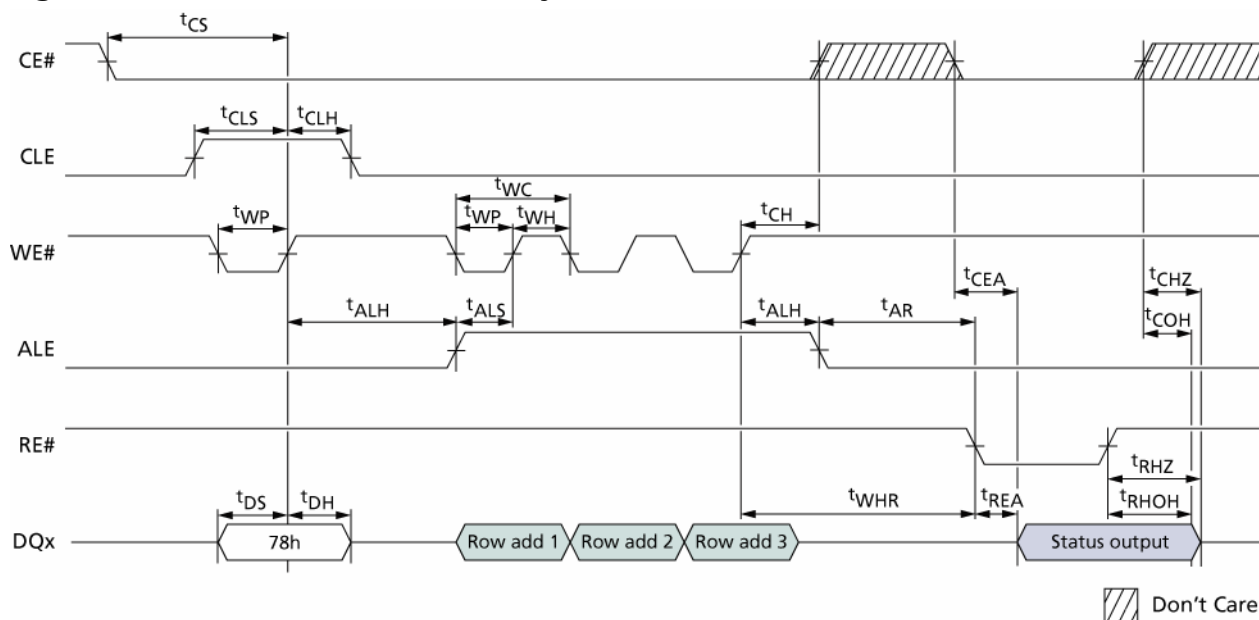 tCS
CE#
tCLS tCLH
CLE
tWC
tWP tWP tWH tCH
WE#
tCEA tCHZ
tALH tALS tALH tAR tCOH
ALE
RE#
tRHZ
tDS tDH tWHR tREA tRHOH
DQx 78h Row add 1 Row add 2 Row add 3 Status output
Don't Care